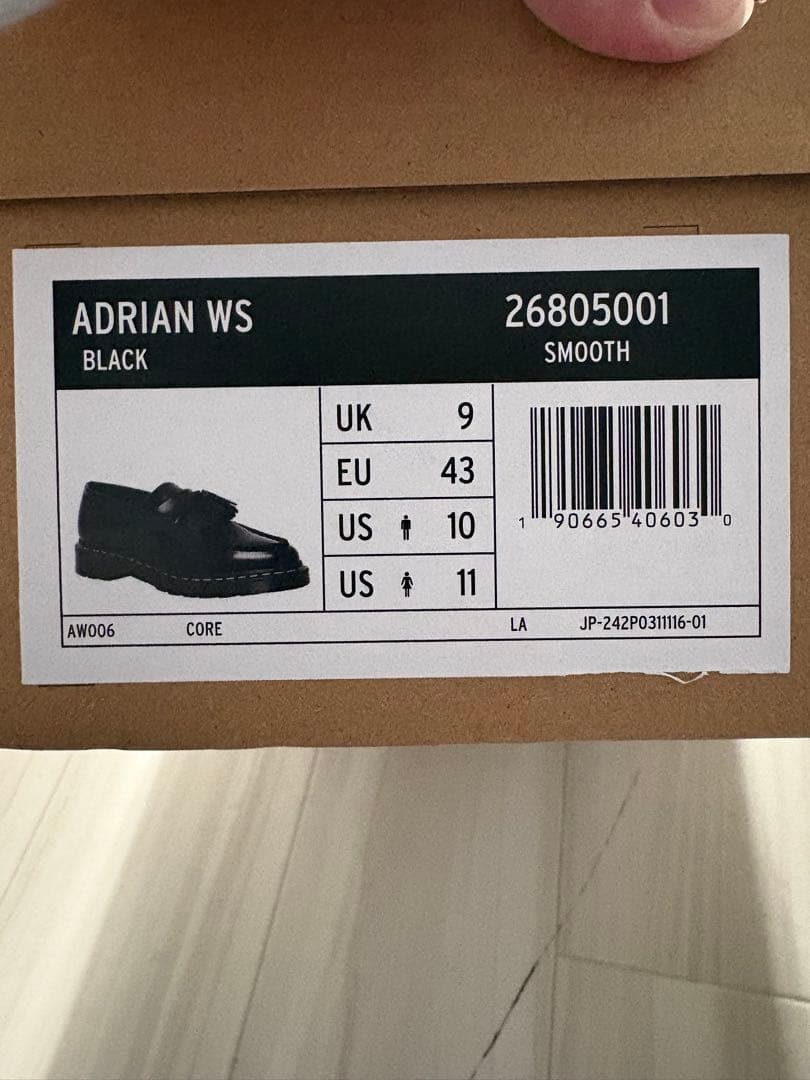 ADRIAN WS 26805001
BLACK SMOOTH
UK 9
EU 43
US 10
US 11
1 90665 40603 0
AW006 CORE LA JP-242P0311116-01